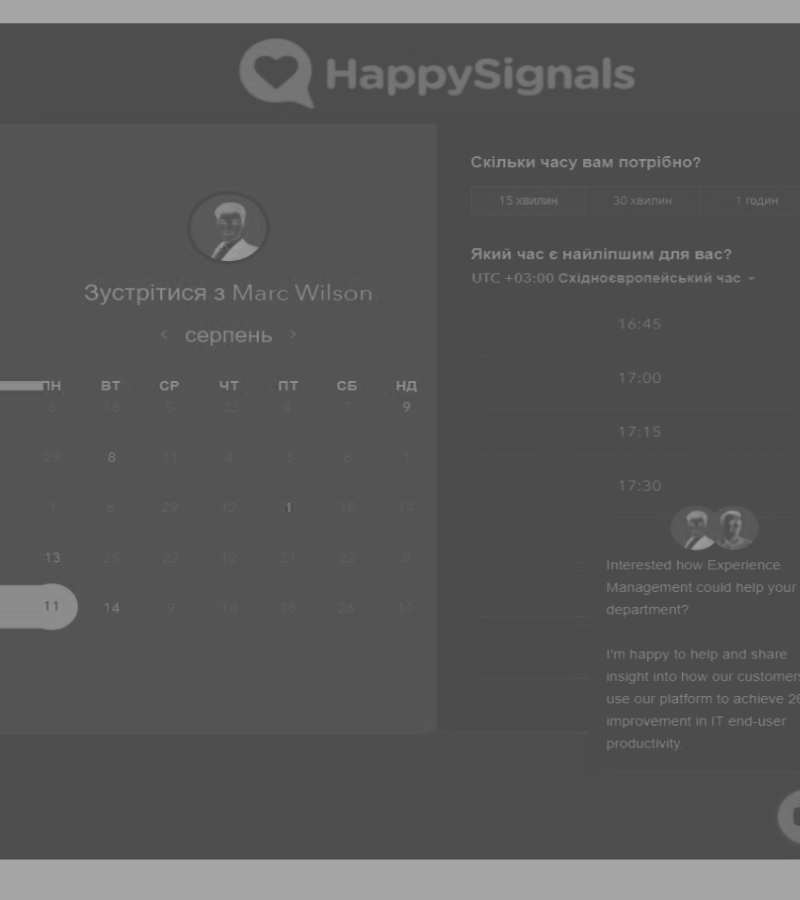 HappySignals
Зустрітися з Marc Wilson
серпень
ПН ВТ СР ЧТ ПТ СБ НД
6 18 5 23 4 7 9
29 8 11 4 3 8 1
1 6 29 12 1 18 14
13 25 22 12 21 22 8
11 14 9 11 18 26 11
Скільки часу вам потрібно?
15 хвилин 30 хвилин 1 годин
Який час є найліпшим для вас?
UTC +03:00 Східноєвропейський час
16:45
17:00
17:15
17:30
Interested how Experience
Management could help your
department?
I'm happy to help and share
insight into how our customers
use our platform to achieve 26
improvement in IT end-user
productivity.